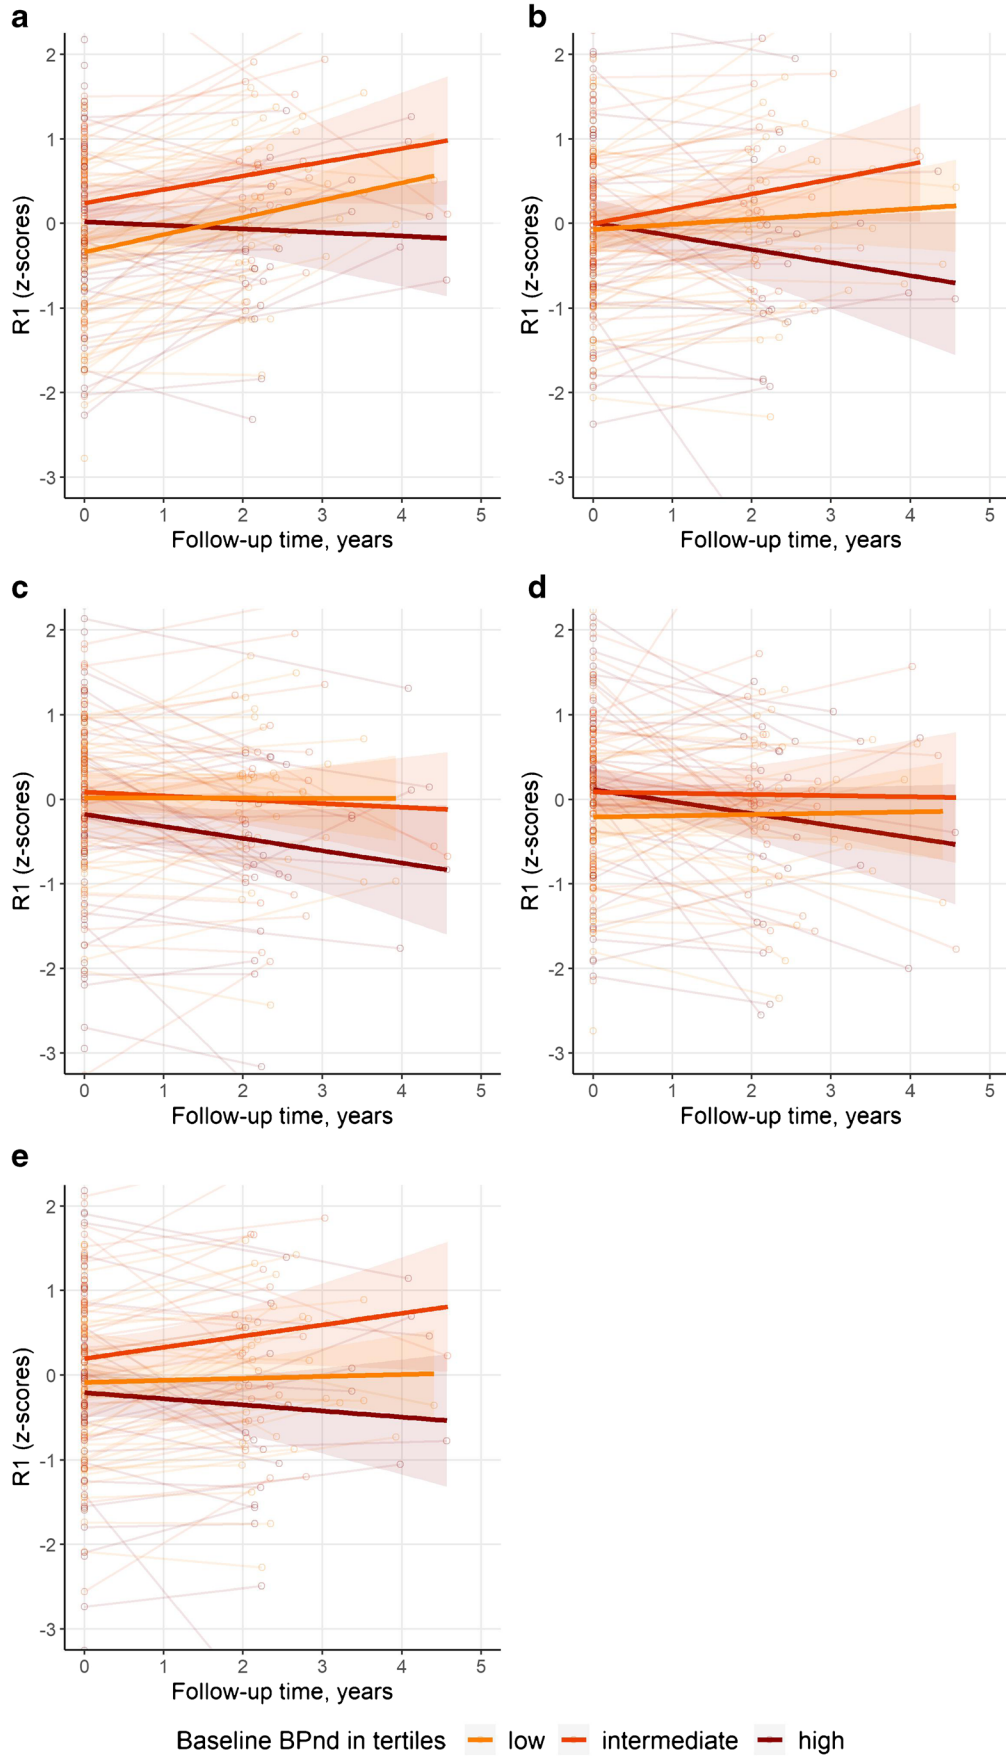 a
b
2
1
0
-1
-2
-3
R1 (z-scores)
0 1 2 3 4 5
Follow-up time, years
2
1
0
-1
-2
-3
R1 (z-scores)
0 1 2 3 4 5
Follow-up time, years
c
d
2
1
0
-1
-2
-3
R1 (z-scores)
0 1 2 3 4 5
Follow-up time, years
2
1
0
-1
-2
-3
R1 (z-scores)
0 1 2 3 4 5
Follow-up time, years
e
2
1
0
-1
-2
-3
R1 (z-scores)
0 1 2 3 4 5
Follow-up time, years
Baseline BPnd in tertiles low intermediate high